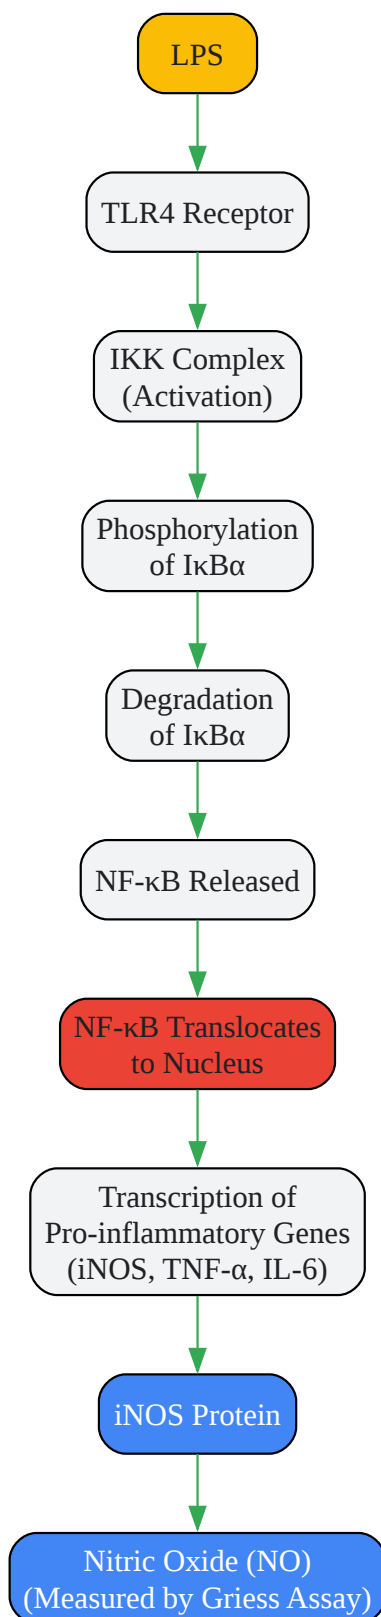 LPS
TLR4 Receptor
IKK Complex
(Activation)
Phosphorylation
of IκBα
Degradation
of IκBα
NF-κB Released
NF-κB Translocates
to Nucleus
Transcription of
Pro-inflammatory Genes
(iNOS, TNF-α, IL-6)
iNOS Protein
Nitric Oxide (NO)
(Measured by Griess Assay)